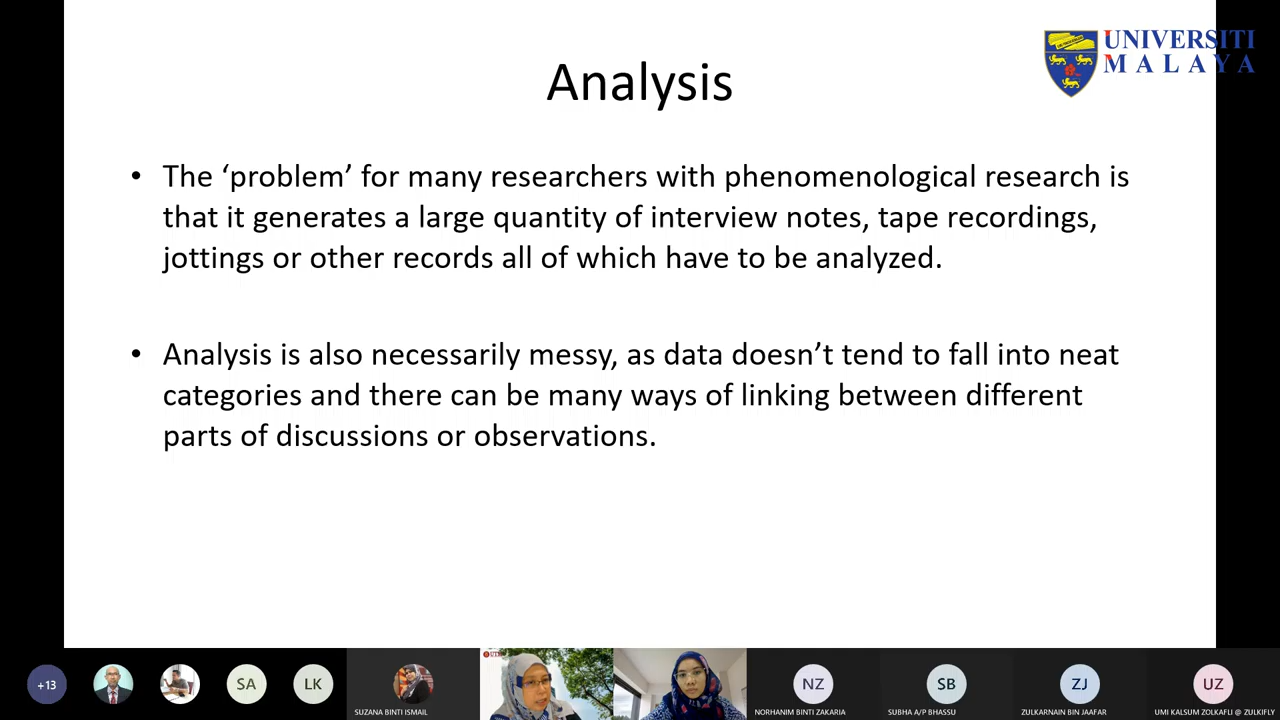 UNIVERSITI
MALAYA
Analysis
• The ‘problem’ for many researchers with phenomenological research is
that it generates a large quantity of interview notes, tape recordings,
jottings or other records all of which have to be analyzed.
• Analysis is also necessarily messy, as data doesn’t tend to fall into neat
categories and there can be many ways of linking between different
parts of discussions or observations.
+13
SA
LK
SUZANA BINTI ISMAIL
NZ
NORHANIM BINTI ZAKARIA
SB
SUBHA A/P BHASSU
ZJ
ZULKARNAIN BIN JAAFAR
UZ
UMI KALSUM ZOLKAFLI @ ZULKIFLY